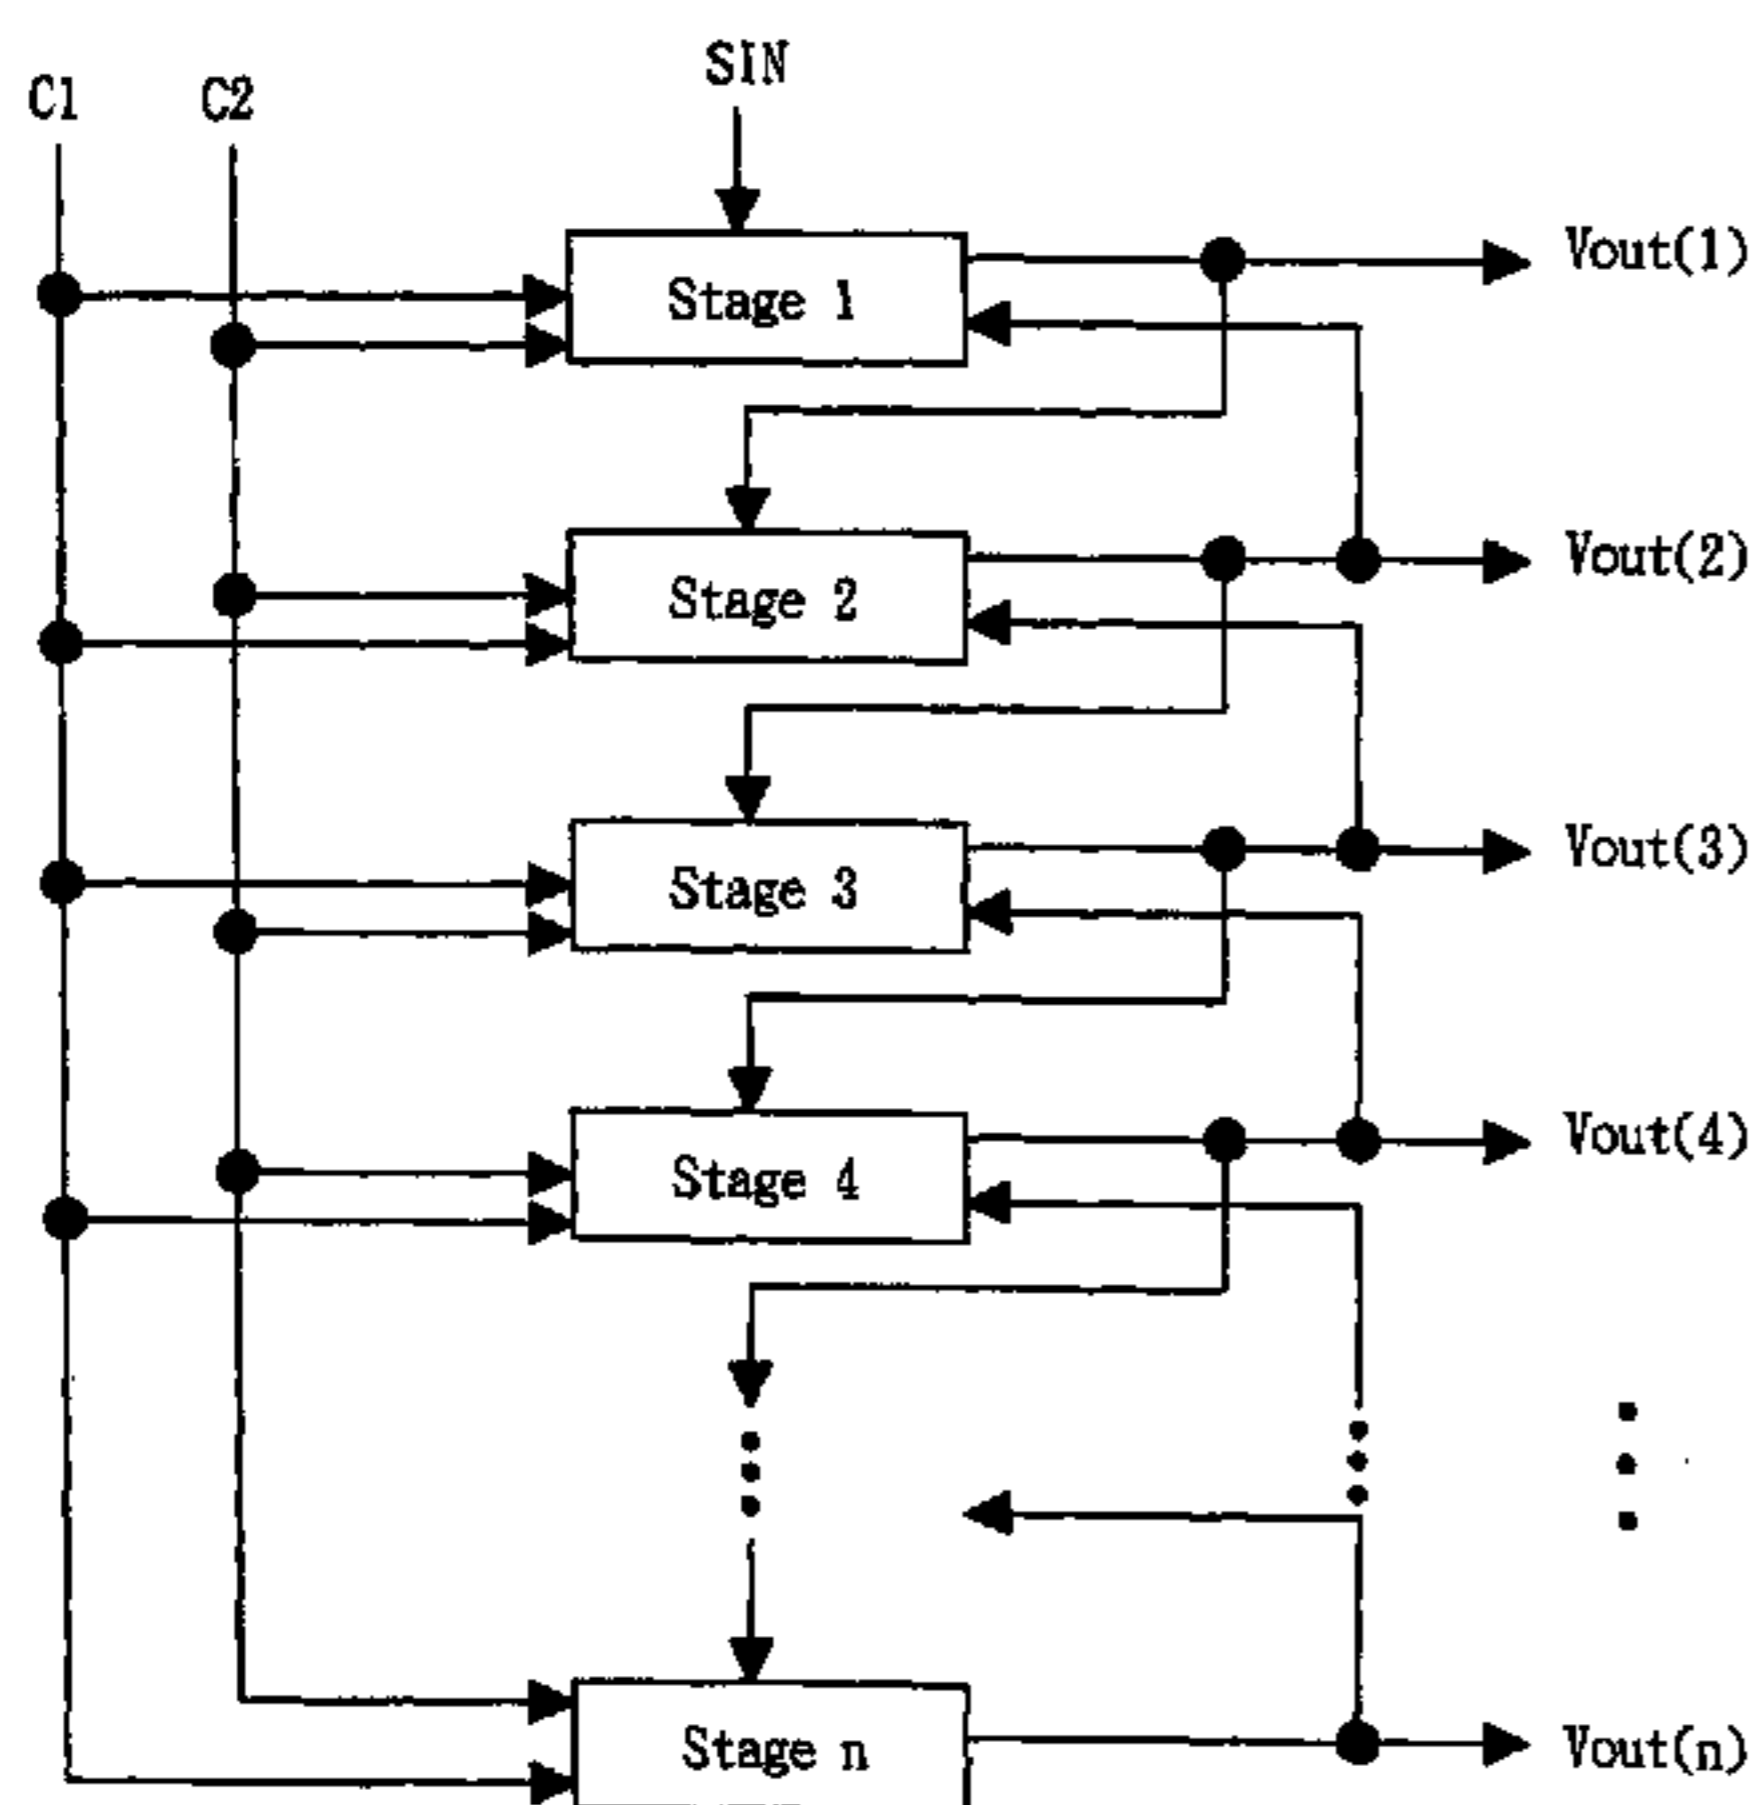 SIN
C1
C2
Vout(1)
Stage 1
Vout(2)
Stage 2
Vout(3)
Stage 3
Vout(4)
Stage 4
Stage n
Vout(n)